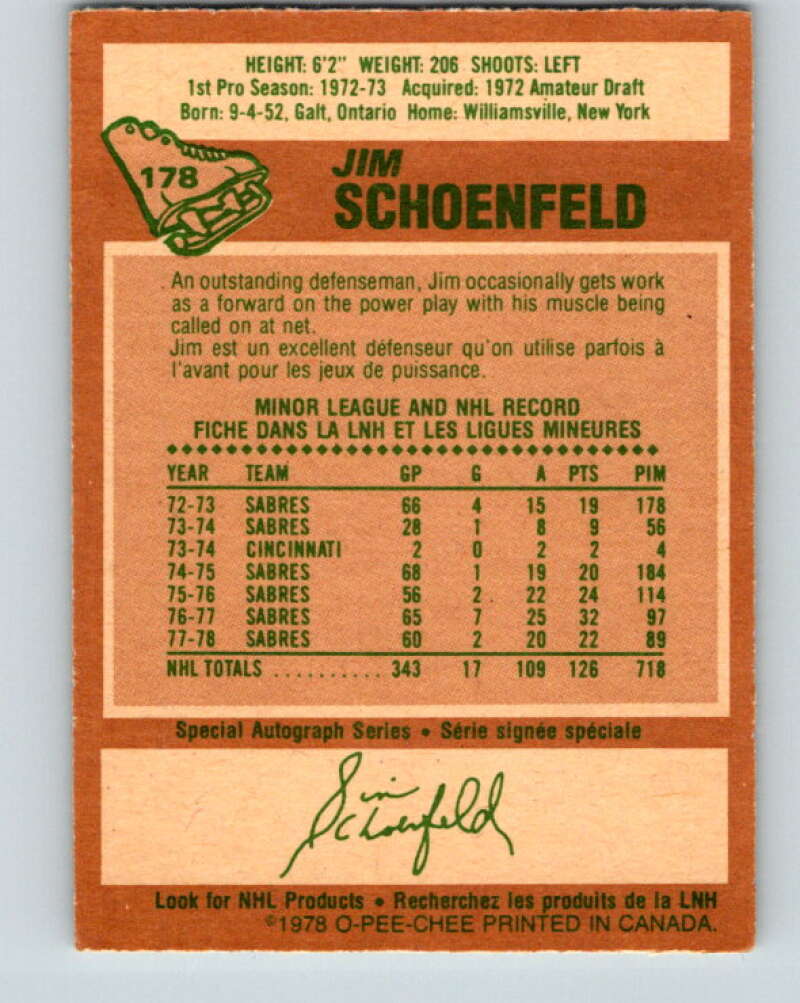 HEIGHT: 6'2" WEIGHT: 206 SHOOTS: LEFT
1st Pro Season: 1972-73 Acquired: 1972 Amateur Draft
Born: 9-4-52, Galt, Ontario Home: Williamsville, New York
178
JIM
SCHOENFELD
An outstanding defenseman, Jim occasionally gets work
as a forward on the power play with his muscle being
called on at net.
Jim est un excellent défenseur qu'on utilise parfois à
l'avant pour les jeux de puissance.
MINOR LEAGUE AND NHL RECORD
FICHE DANS LA LNH ET LES LIGUES MINEURES
YEAR TEAM GP G A PTS PIM
72-73 SABRES 66 4 15 19 178
73-74 SABRES 28 1 8 9 56
73-74 CINCINNATI 2 0 2 2 4
74-75 SABRES 68 1 19 20 184
75-76 SABRES 56 2 22 24 114
76-77 SABRES 65 7 25 32 97
77-78 SABRES 60 2 20 22 89
NHL TOTALS .......... 343 17 109 126 718
Special Autograph Series • Série signée spéciale
Jim
Schoenfeld
Look for NHL Products • Recherchez les produits de la LNH
©1978 O-PEE-CHEE PRINTED IN CANADA.